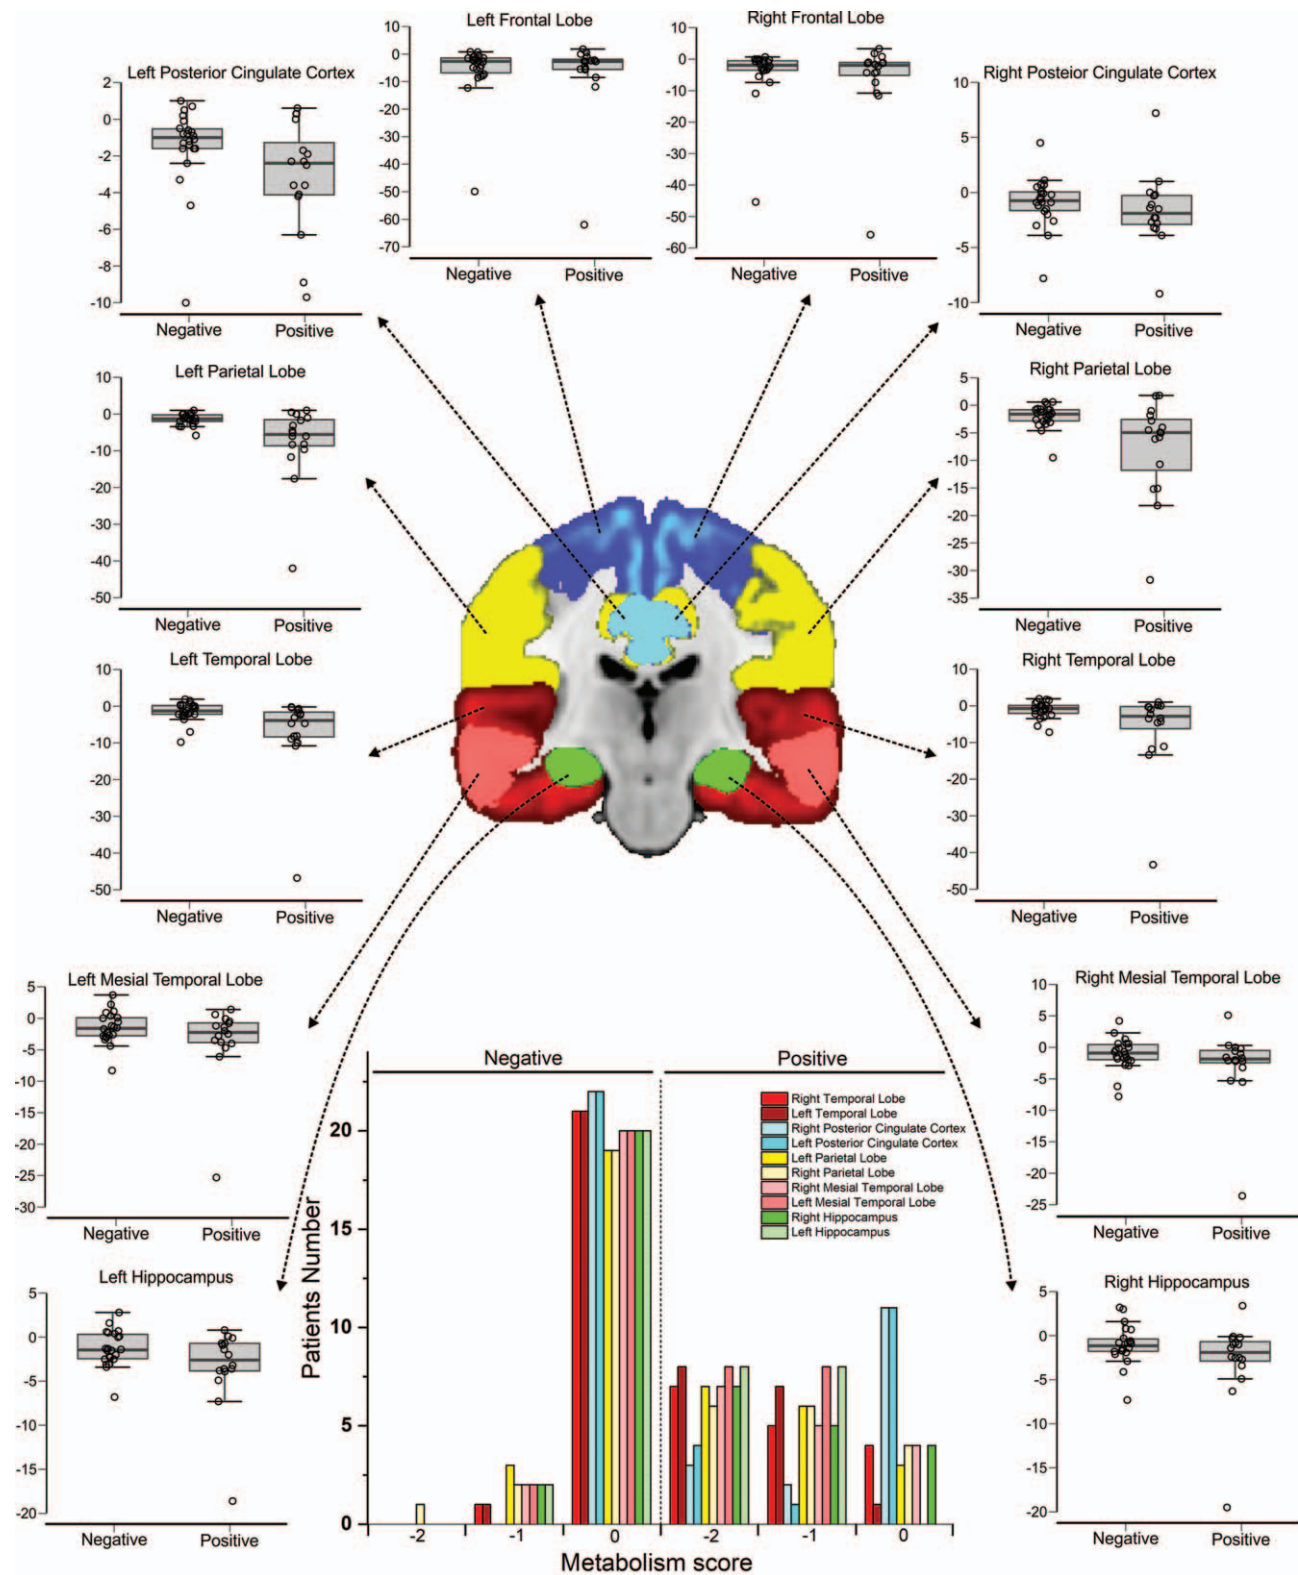 Left Frontal Lobe
10
0
-10
-20
-30
-40
-50
-60
-70
Negative Positive
Right Frontal Lobe
10
0
-10
-20
-30
-40
-50
-60
Negative Positive
Left Posterior Cingulate Cortex
2
0
-2
-4
-6
-8
-10
Negative Positive
Right Posteior Cingulate Cortex
10
5
0
-5
-10
Negative Positive
Left Parietal Lobe
10
0
-10
-20
-30
-40
-50
Negative Positive
Right Parietal Lobe
5
0
-5
-10
-15
-20
-25
-30
-35
Negative Positive
Left Temporal Lobe
10
0
-10
-20
-30
-40
-50
Negative Positive
Right Temporal Lobe
10
0
-10
-20
-30
-40
-50
Negative Positive
Left Mesial Temporal Lobe
5
0
-5
-10
-15
-20
-25
-30
Negative Positive
Right Mesial Temporal Lobe
10
5
0
-5
-10
-15
-20
-25
Negative Positive
Left Hippocampus
5
0
-5
-10
-15
-20
Negative Positive
Right Hippocampus
5
0
-5
-10
-15
-20
Negative Positive
Negative Positive
Right Temporal Lobe
Left Temporal Lobe
Right Posterior Cingulate Cortex
Left Posterior Cingulate Cortex
Left Parietal Lobe
Right Parietal Lobe
Right Mesial Temporal Lobe
Left Mesial Temporal Lobe
Right Hippocampus
Left Hippocampus
Patients Number
20
15
10
5
0
-2 -1 0 -2 -1 0
Metabolism score